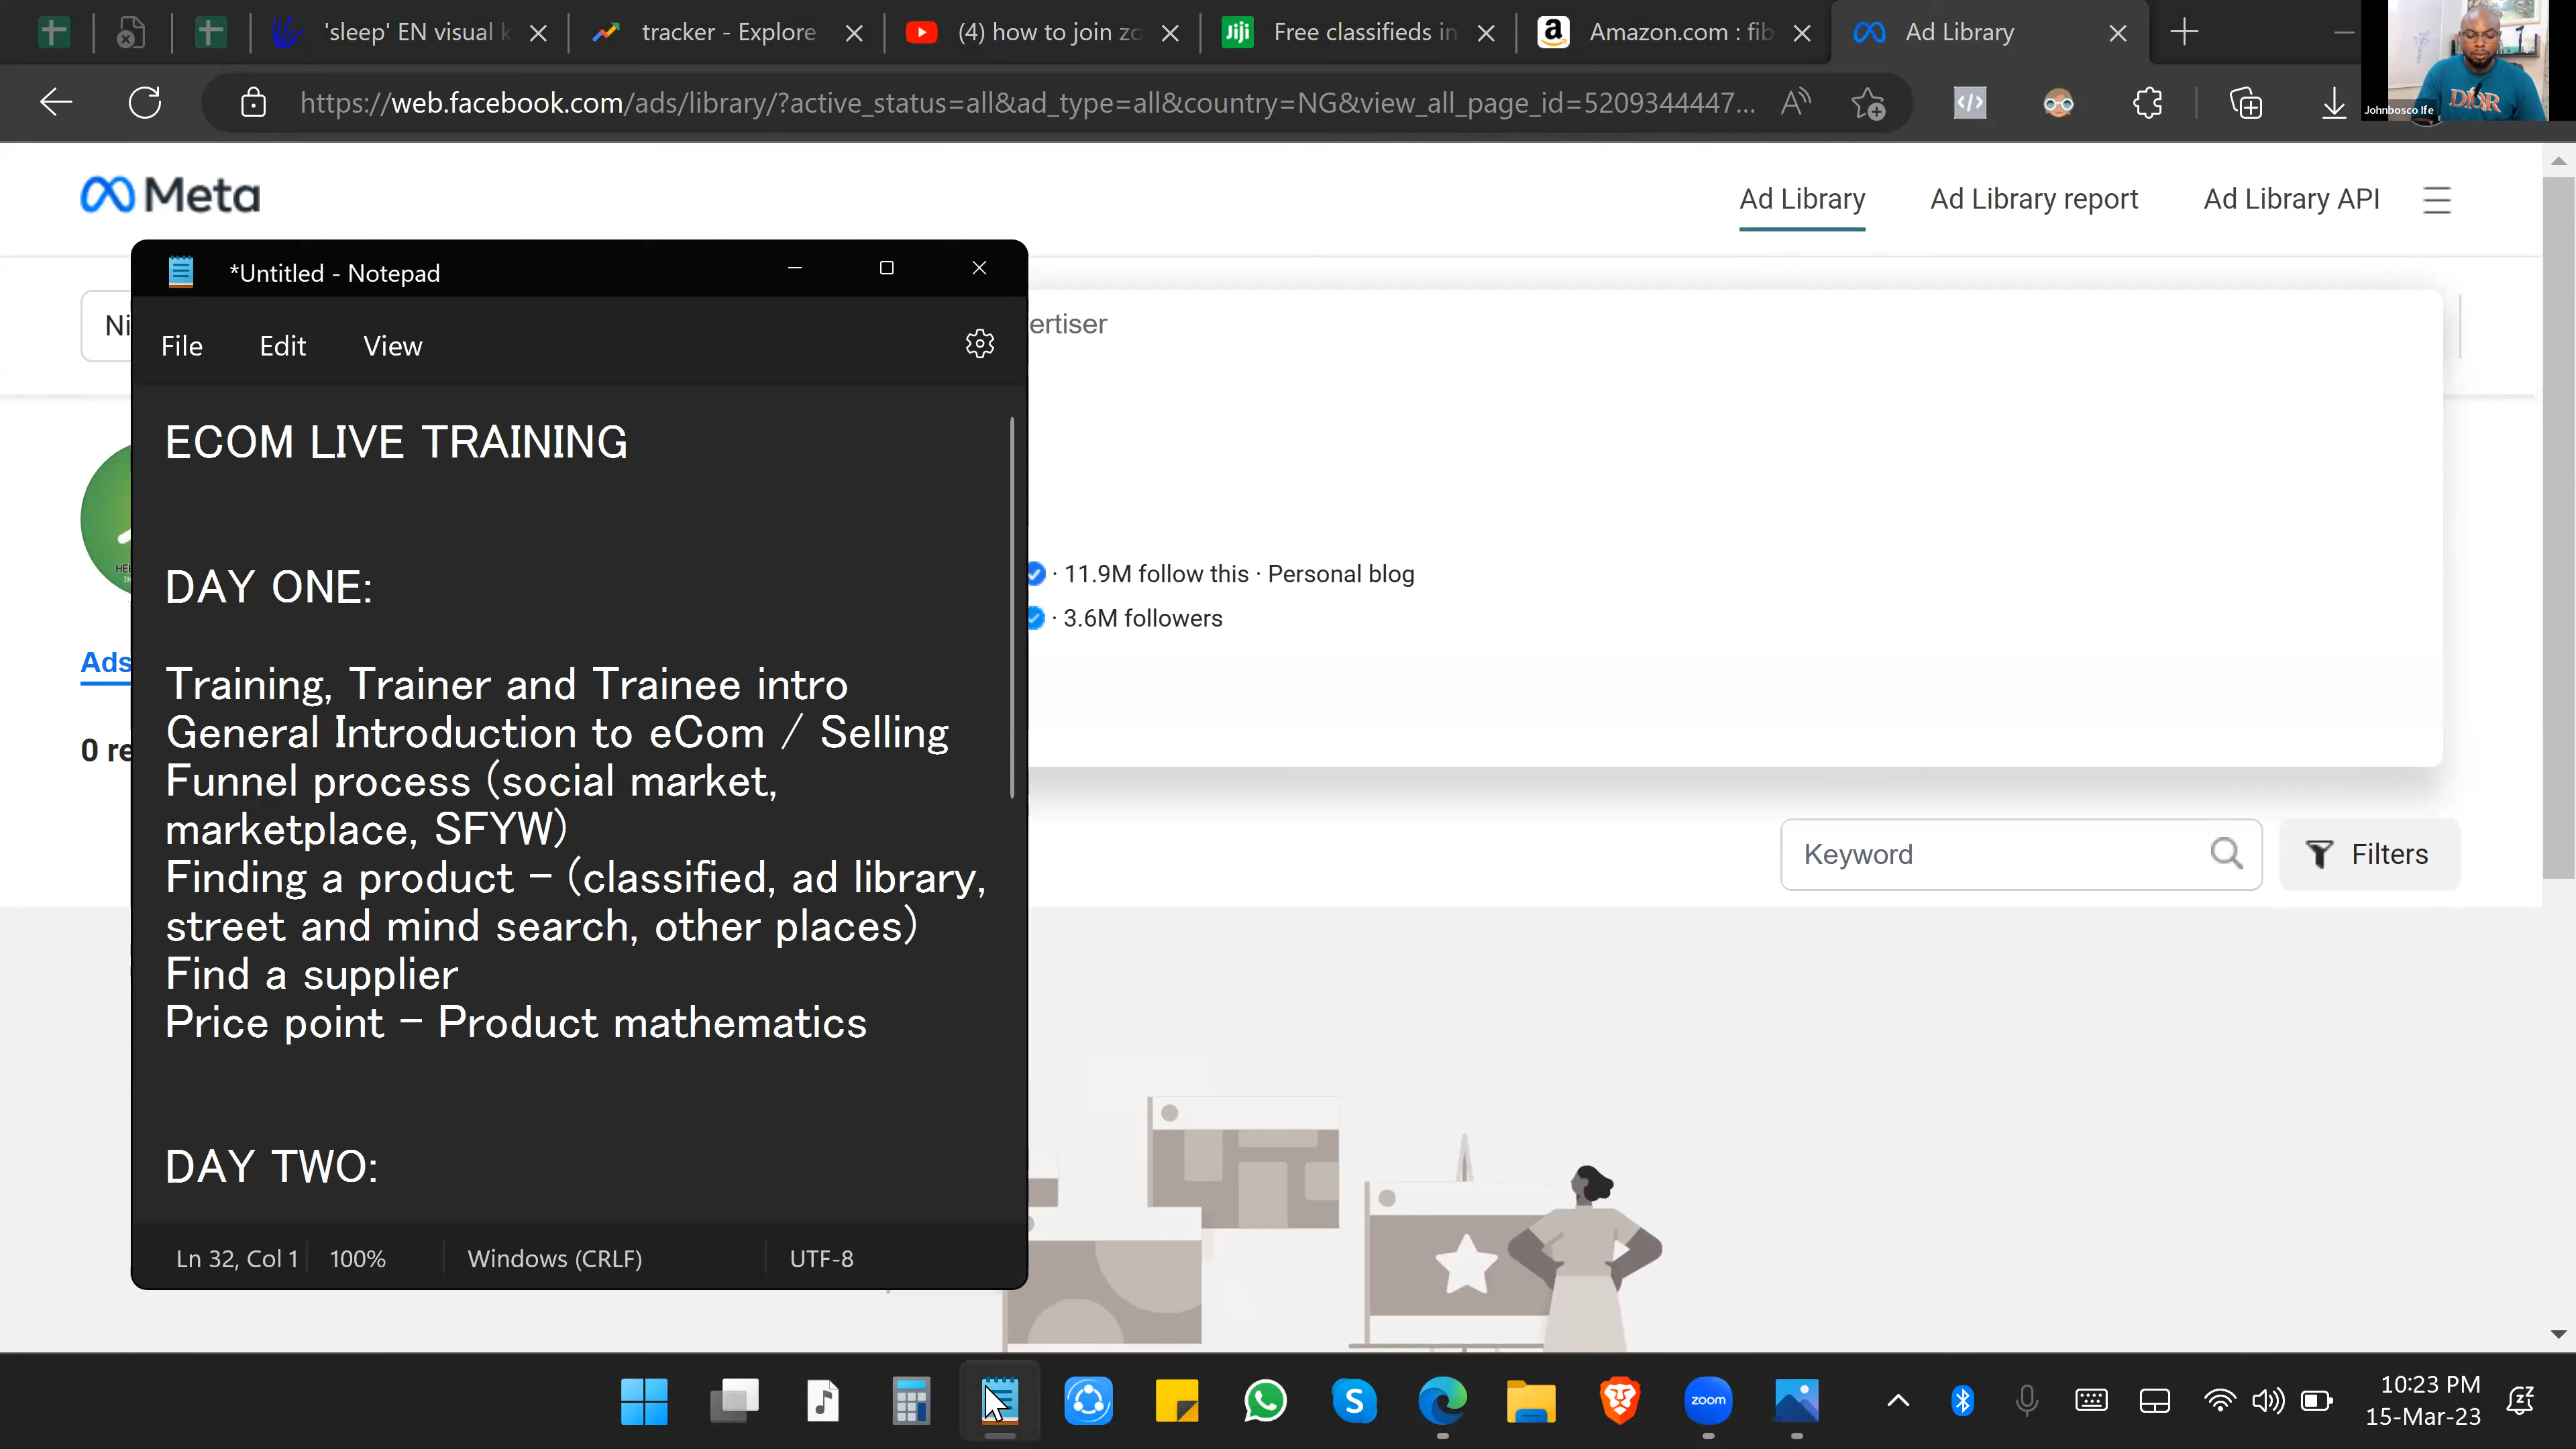 'sleep' EN visual k
tracker - Explore
(4) how to join zo
Free classifieds in
Amazon.com : fib
Ad Library
https://web.facebook.com/ads/library/?active_status=all&ad_type=all&country=NG&view_all_page_id=5209344447...
Johnbosco Ife
DIOR
Meta
Ad Library
Ad Library report
Ad Library API
*Untitled - Notepad
Ni
ertiser
File Edit View
ECOM LIVE TRAINING
DAY ONE:
11.9M follow this · Personal blog
3.6M followers
Ads
Training, Trainer and Trainee intro
General Introduction to eCom / Selling
Funnel process (social market,
marketplace, SFYW)
Finding a product - (classified, ad library,
street and mind search, other places)
Find a supplier
Price point - Product mathematics
0 re
Keyword
Filters
DAY TWO:
Ln 32, Col 1
100%
Windows (CRLF)
UTF-8
zoom
10:23 PM
15-Mar-23